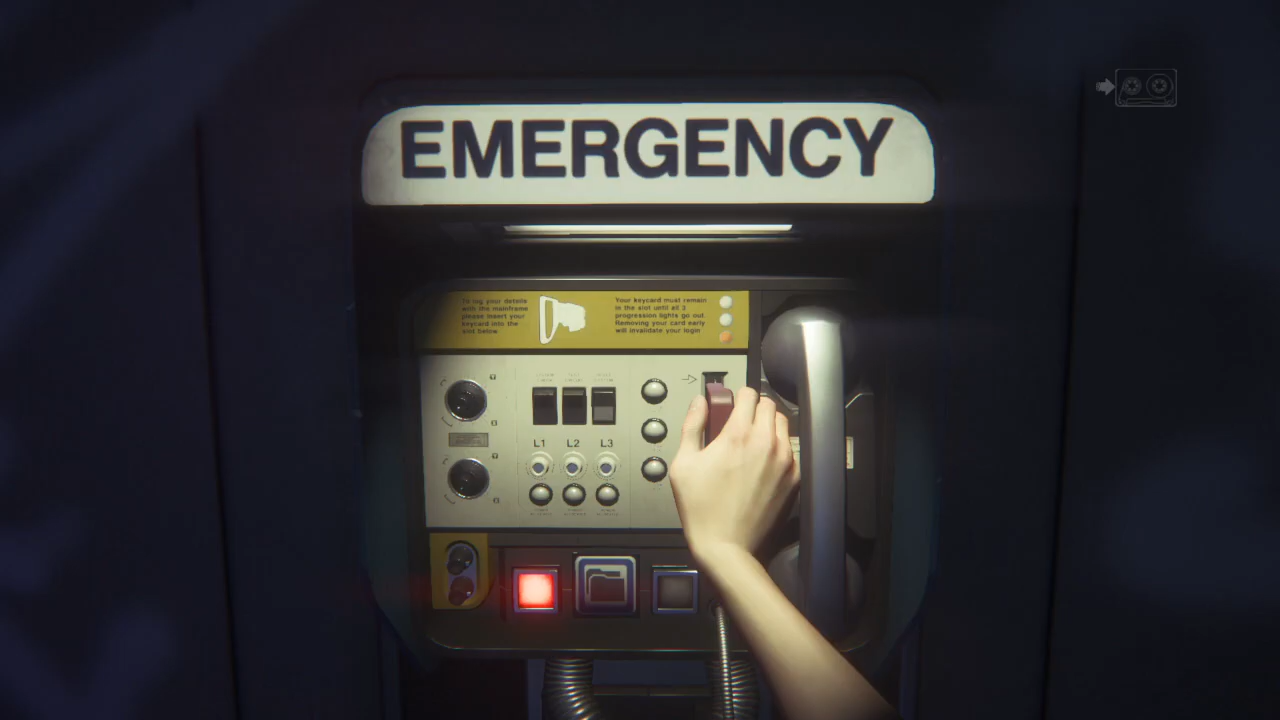 EMERGENCY
To log your details
with the mainframe
please insert your
keycard into the
slot below.
Your keycard must remain
in the slot until all 3
progression lights go out.
Removing your card early
will invalidate your login
L1 L2 L3